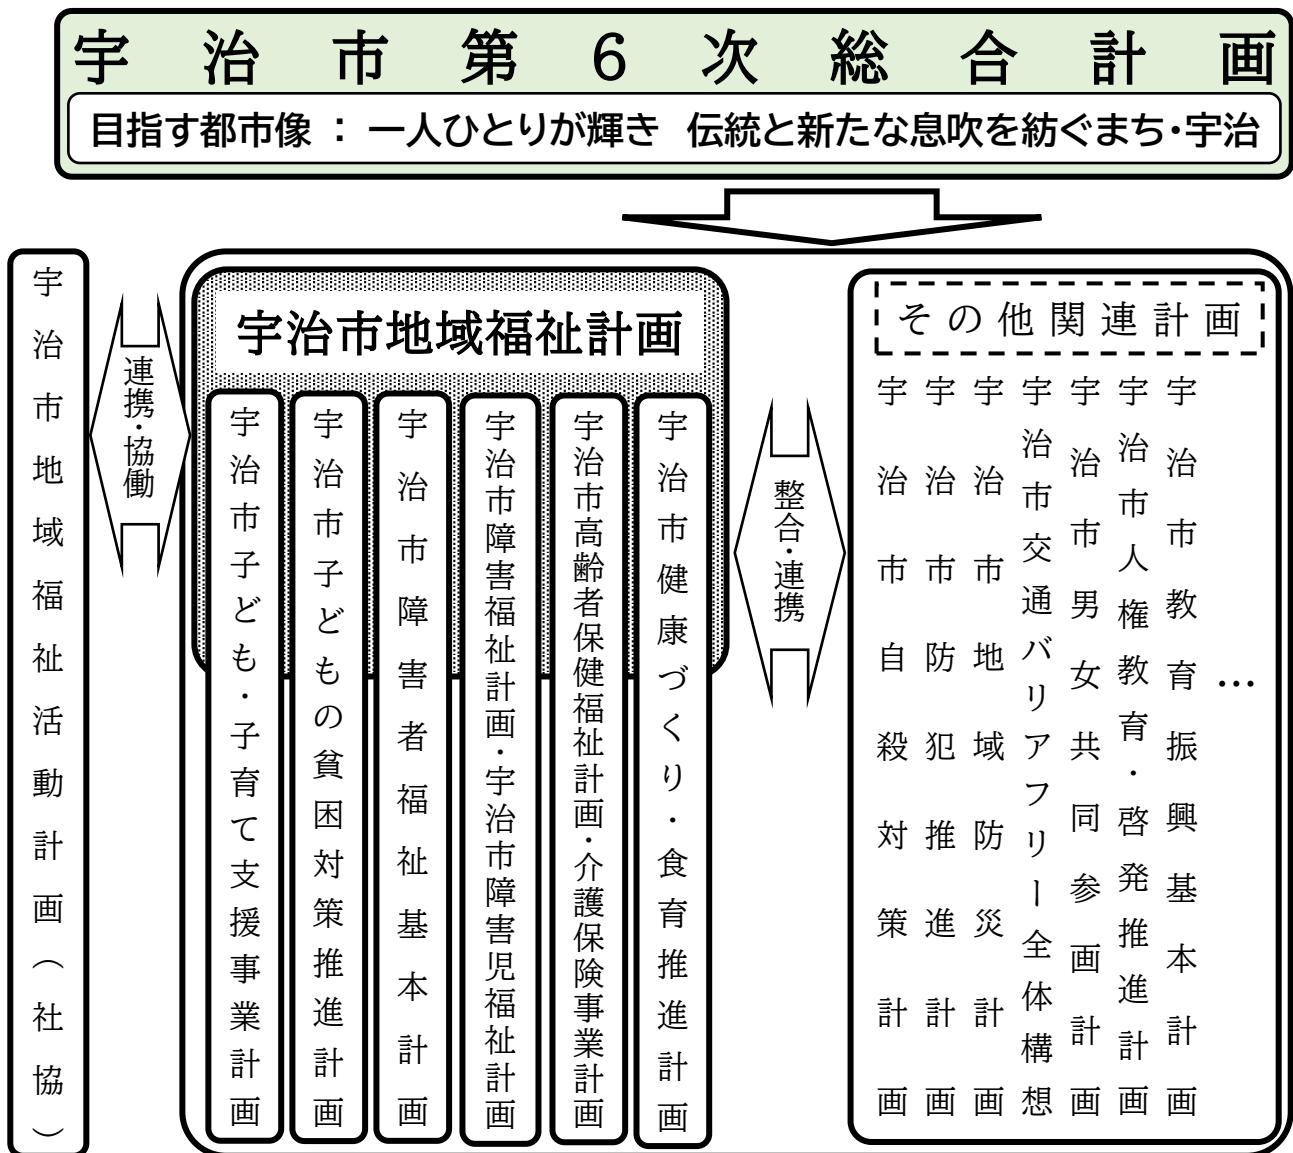 宇治市第6次総合計画
目指す都市像 : 一人ひとりが輝き 伝統と新たな息吹を紡ぐまち・宇治
宇治市地域福祉活動計画(社協)
連携・協働
宇治市地域福祉計画
宇治市子ども・子育て支援事業計画
宇治市子どもの貧困対策推進計画
宇治市障害者福祉基本計画
宇治市障害福祉計画・宇治市障害児福祉計画
宇治市高齢者保健福祉計画・介護保険事業計画
宇治市健康づくり・食育推進計画
整合・連携
その他関連計画
宇治市自殺対策計画
宇治市防犯推進計画
宇治市地域防災計画
宇治市交通バリアフリー全体構想
宇治市男女共同参画計画
宇治市人権教育・啓発推進計画
宇治市教育振興基本計画
…